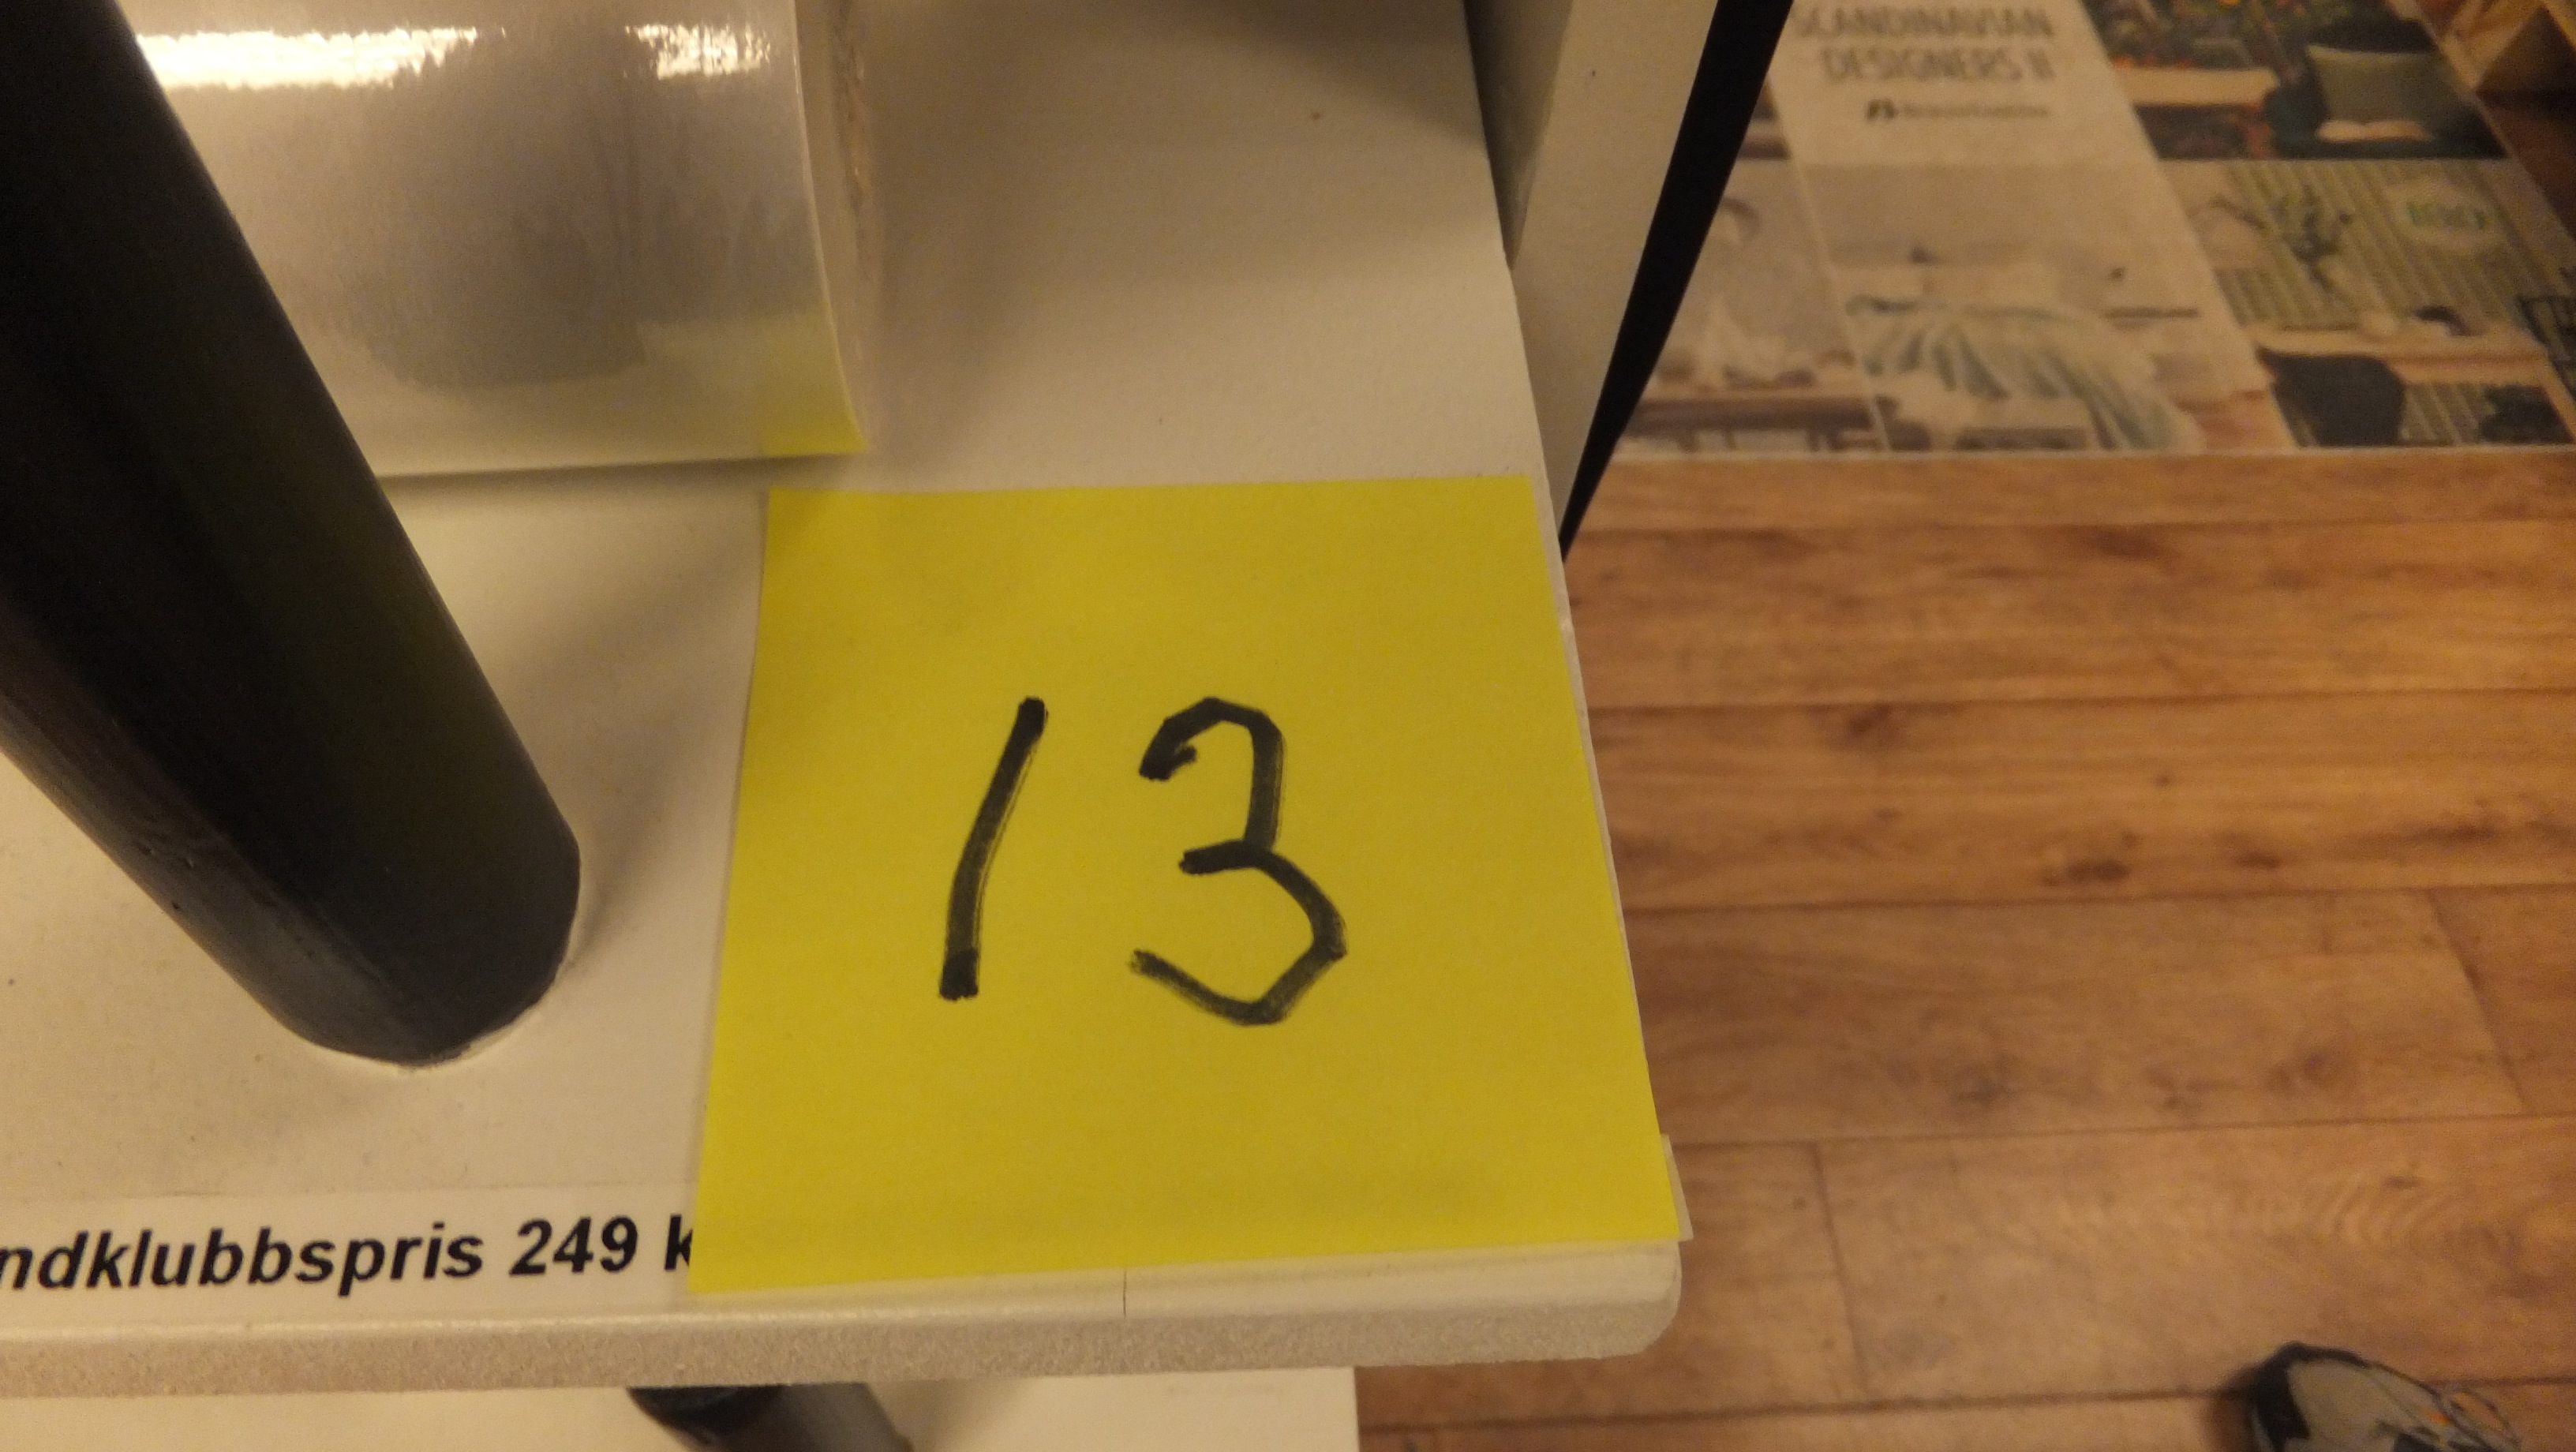 SCANDINAVIAN
DESIGNERS II
13
ndklubbspris 249 k